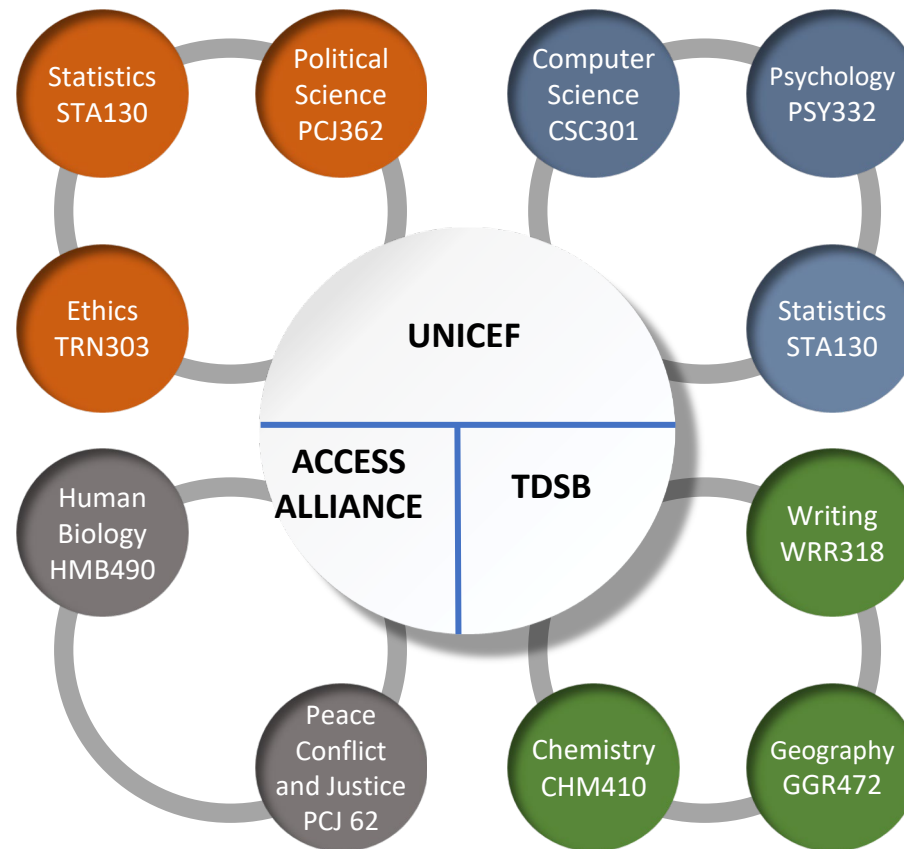 Statistics
STA130
Political
Science
PCJ362
Ethics
TRN303
Computer
Science
CSC301
Psychology
PSY332
Statistics
STA130
UNICEF
ACCESS
ALLIANCE
TDSB
Human
Biology
HMB490
Peace
Conflict
and Justice
PCJ 62
Writing
WRR318
Chemistry
CHM410
Geography
GGR472